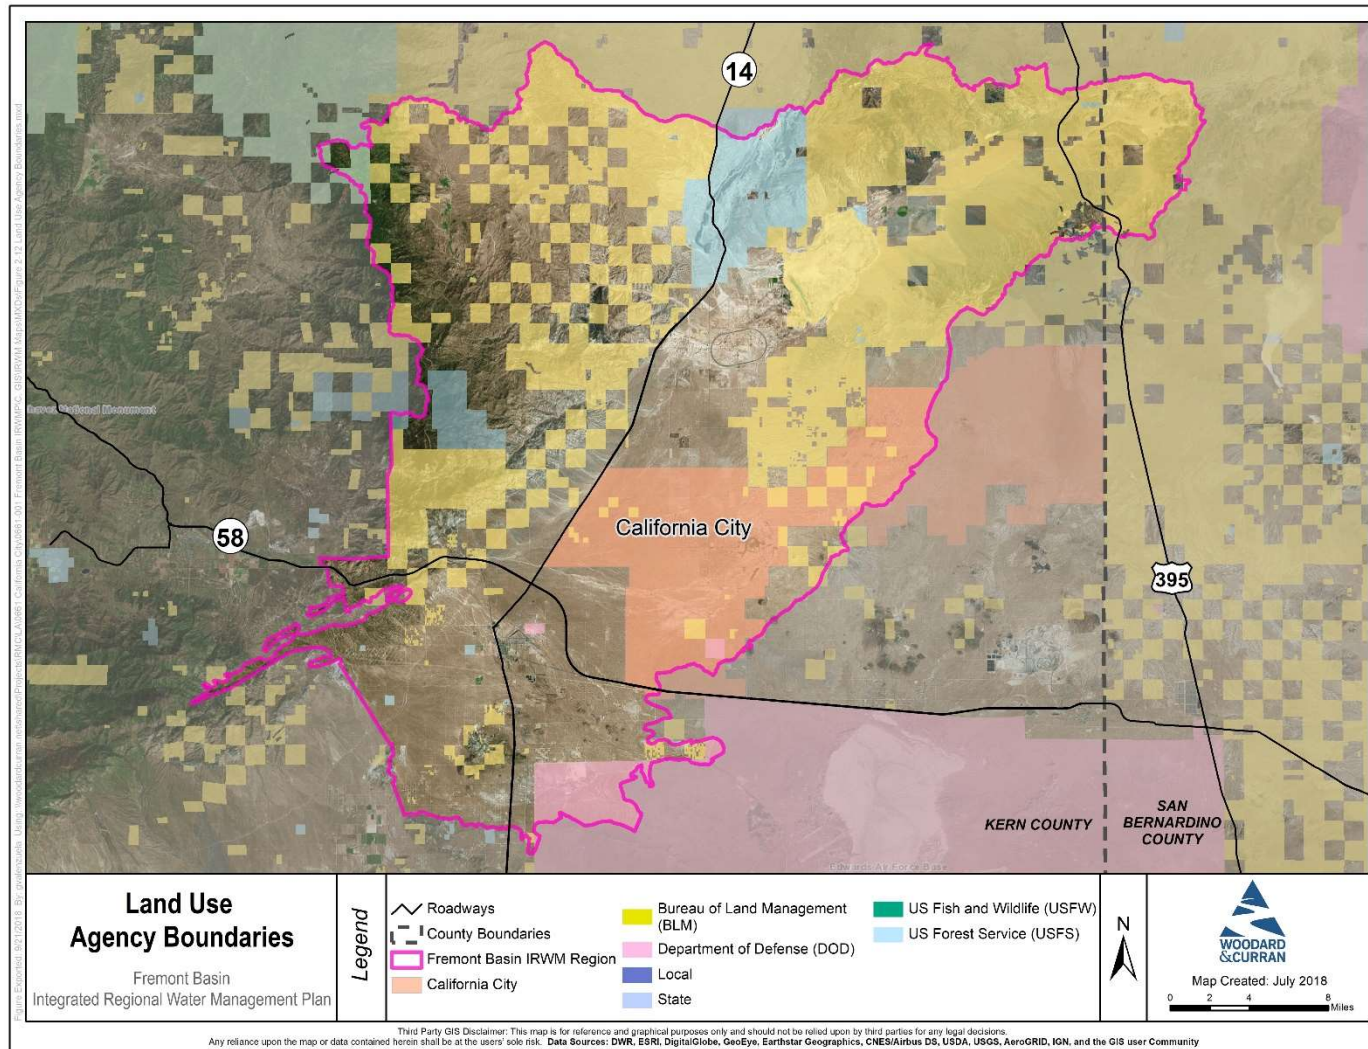 14
58
California City
395
KERN COUNTY
SAN
BERNARDINO
COUNTY
Edwards Air Force Base
National Monument
Land Use
Agency Boundaries
Fremont Basin
Integrated Regional Water Management Plan
Legend
Roadways
County Boundaries
Fremont Basin IRWM Region
California City
Bureau of Land Management
(BLM)
Department of Defense (DOD)
Local
State
US Fish and Wildlife (USFW)
US Forest Service (USFS)
N
WOODARD
&CURRAN
Map Created: July 2018
0 2 4 8
Miles
Third Party GIS Disclaimer: This map is for reference and graphical purposes only and should not be relied upon by third parties for any legal decisions.
Any reliance upon the map or data contained herein shall be at the users' sole risk. Data Sources: DWR, ESRI, DigitalGlobe, GeoEye, Earthstar Geographics, CNES/Airbus DS, USDA, USGS, AeroGRID, IGN, and the GIS user Community